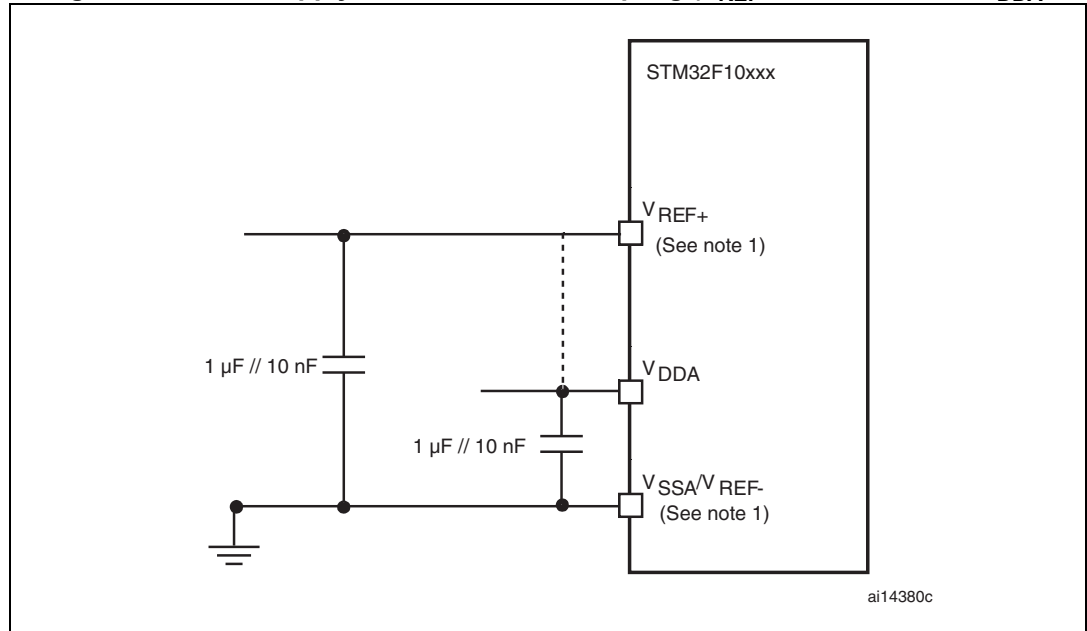 STM32F10xxx
VREF+
(See note 1)
1 µF // 10 nF
VDDA
1 µF // 10 nF
VSSA/VREF-
(See note 1)
ai14380c